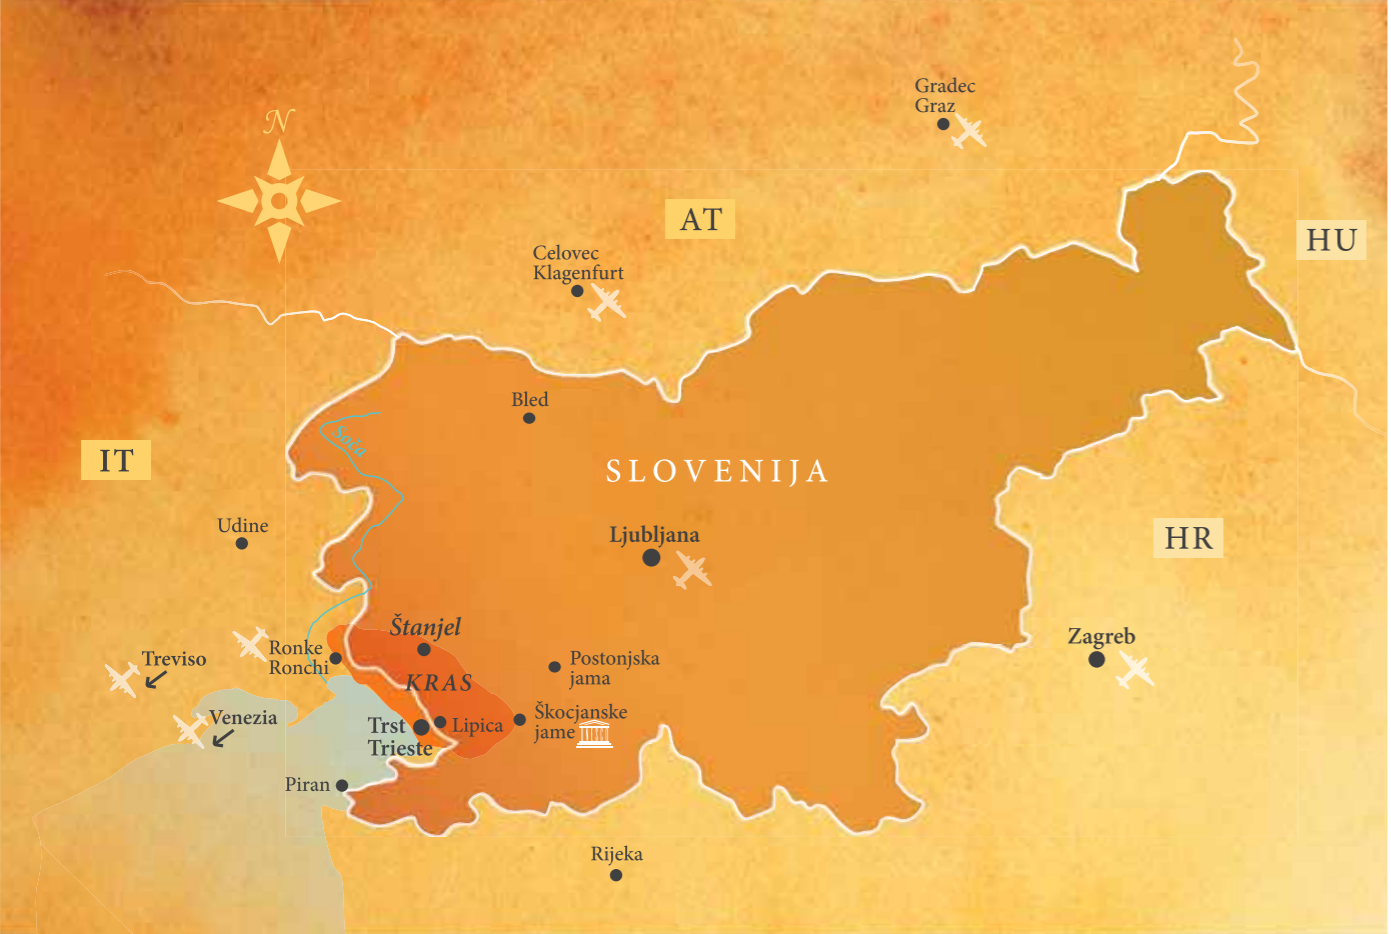 Gradec
Graz
N
AT
HU
Celovec
Klagenfurt
Bled
Soča
IT
SLOVENIJA
Udine
Ljubljana
HR
Štanjel
Zagreb
Ronke
Ronchi
Treviso
Postonjska
jama
KRAS
Venezia
Škocjanske
jame
Trst
Trieste
Lipica
Piran
Rijeka